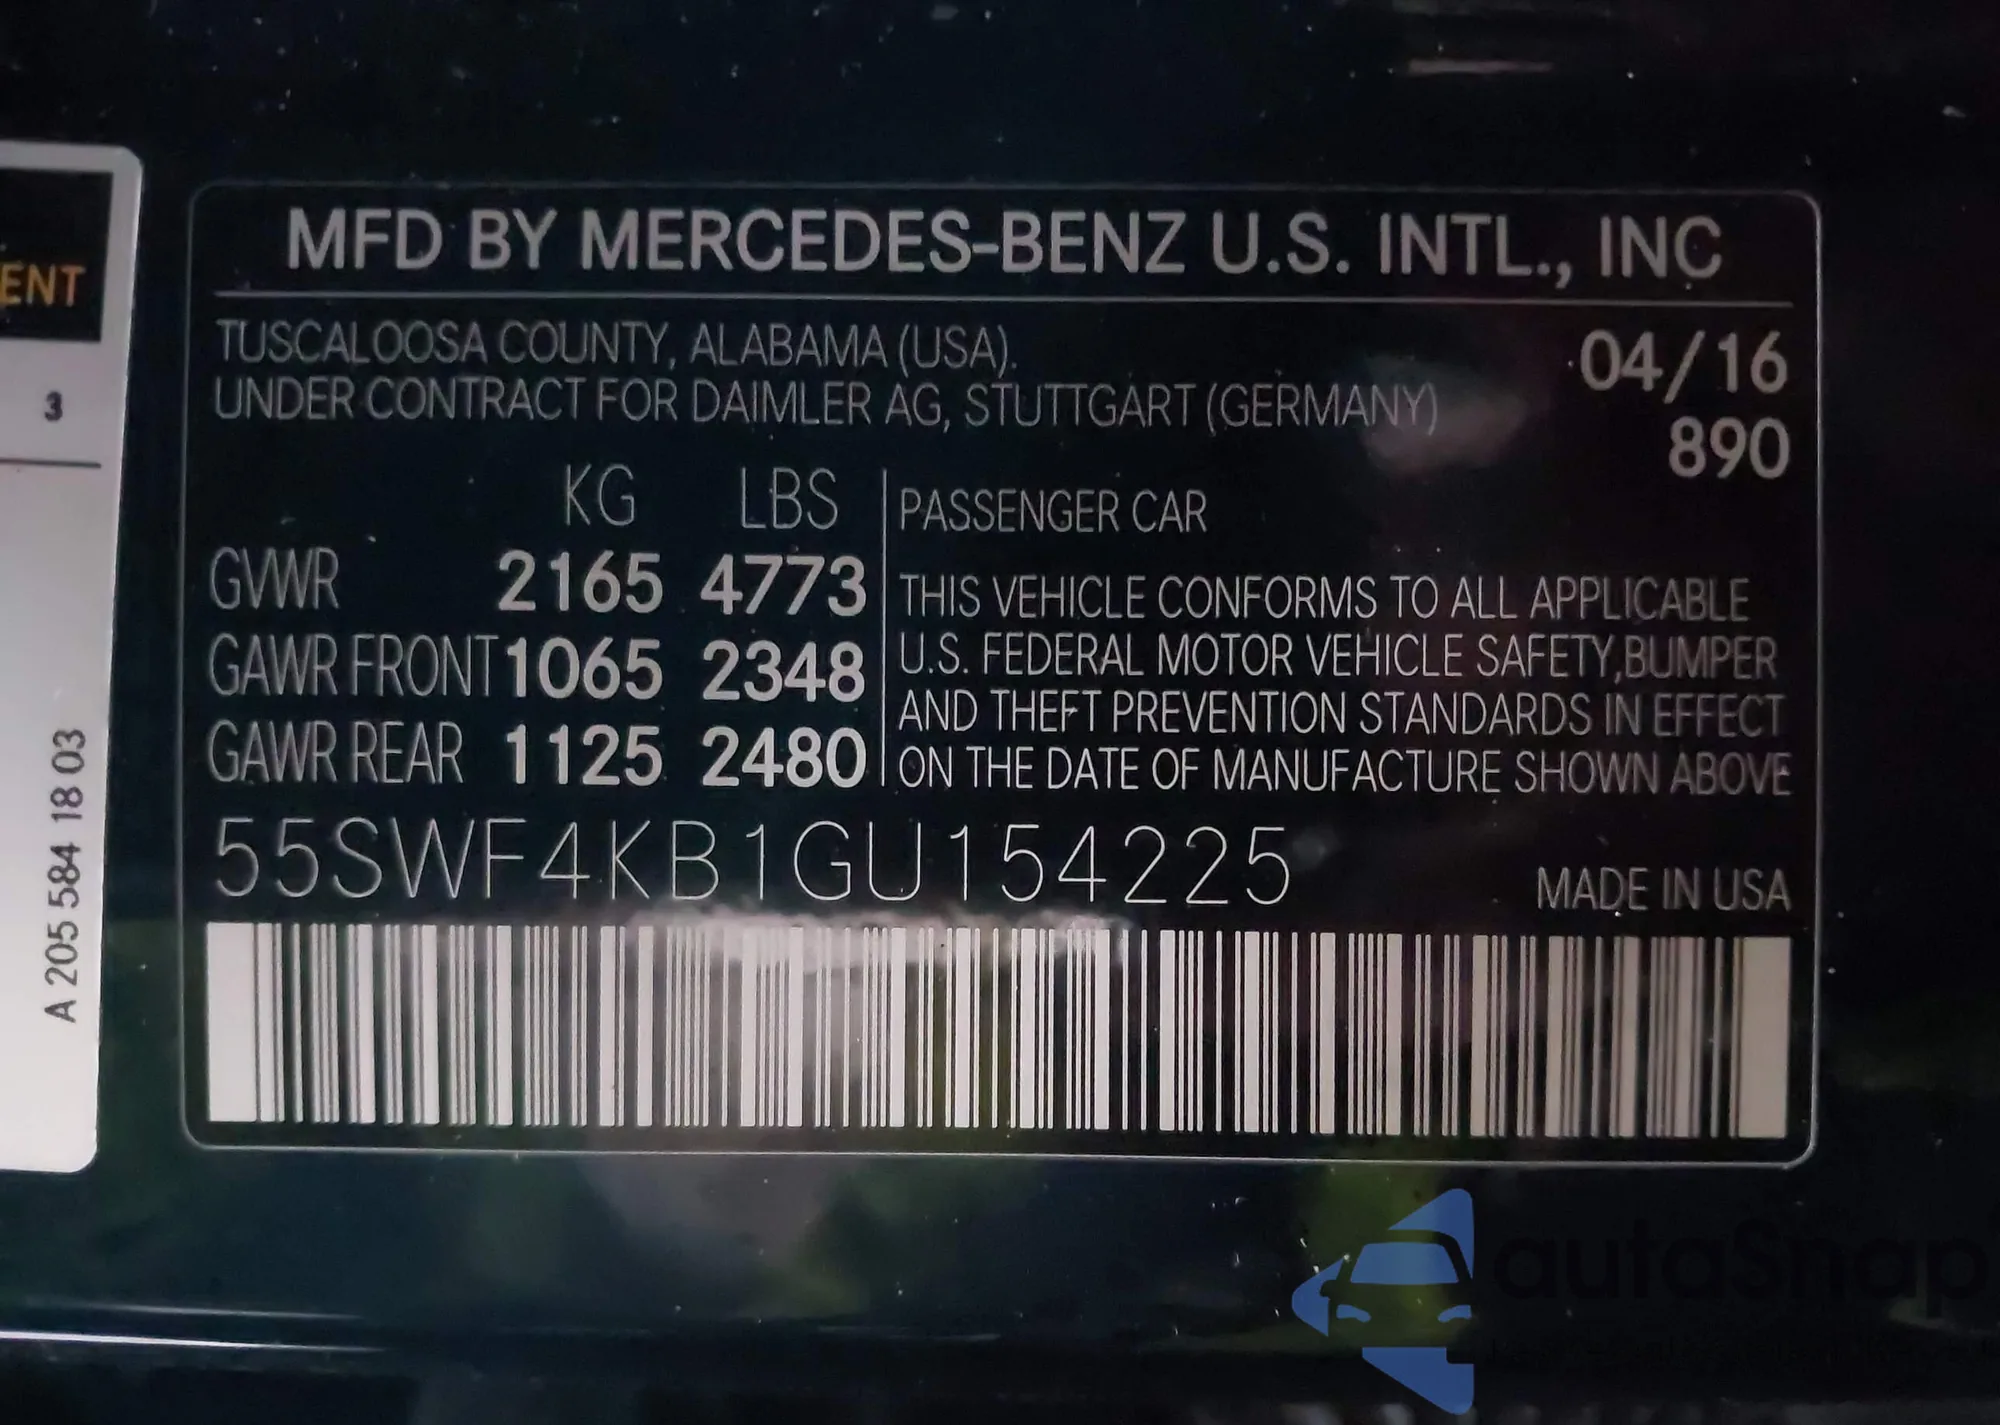 MFD BY MERCEDES-BENZ U.S. INTL., INC
TUSCALOOSA COUNTY, ALABAMA (USA).
UNDER CONTRACT FOR DAIMLER AG, STUTTGART (GERMANY)
04/16
890
KG LBS
GVWR 2165 4773
GAWR FRONT 1065 2348
GAWR REAR 1125 2480
PASSENGER CAR
THIS VEHICLE CONFORMS TO ALL APPLICABLE
U.S. FEDERAL MOTOR VEHICLE SAFETY,BUMPER
AND THEFT PREVENTION STANDARDS IN EFFECT
ON THE DATE OF MANUFACTURE SHOWN ABOVE
55SWF4KB1GU154225
MADE IN USA
ENT
3
A 205 584 18 03
autoSnap